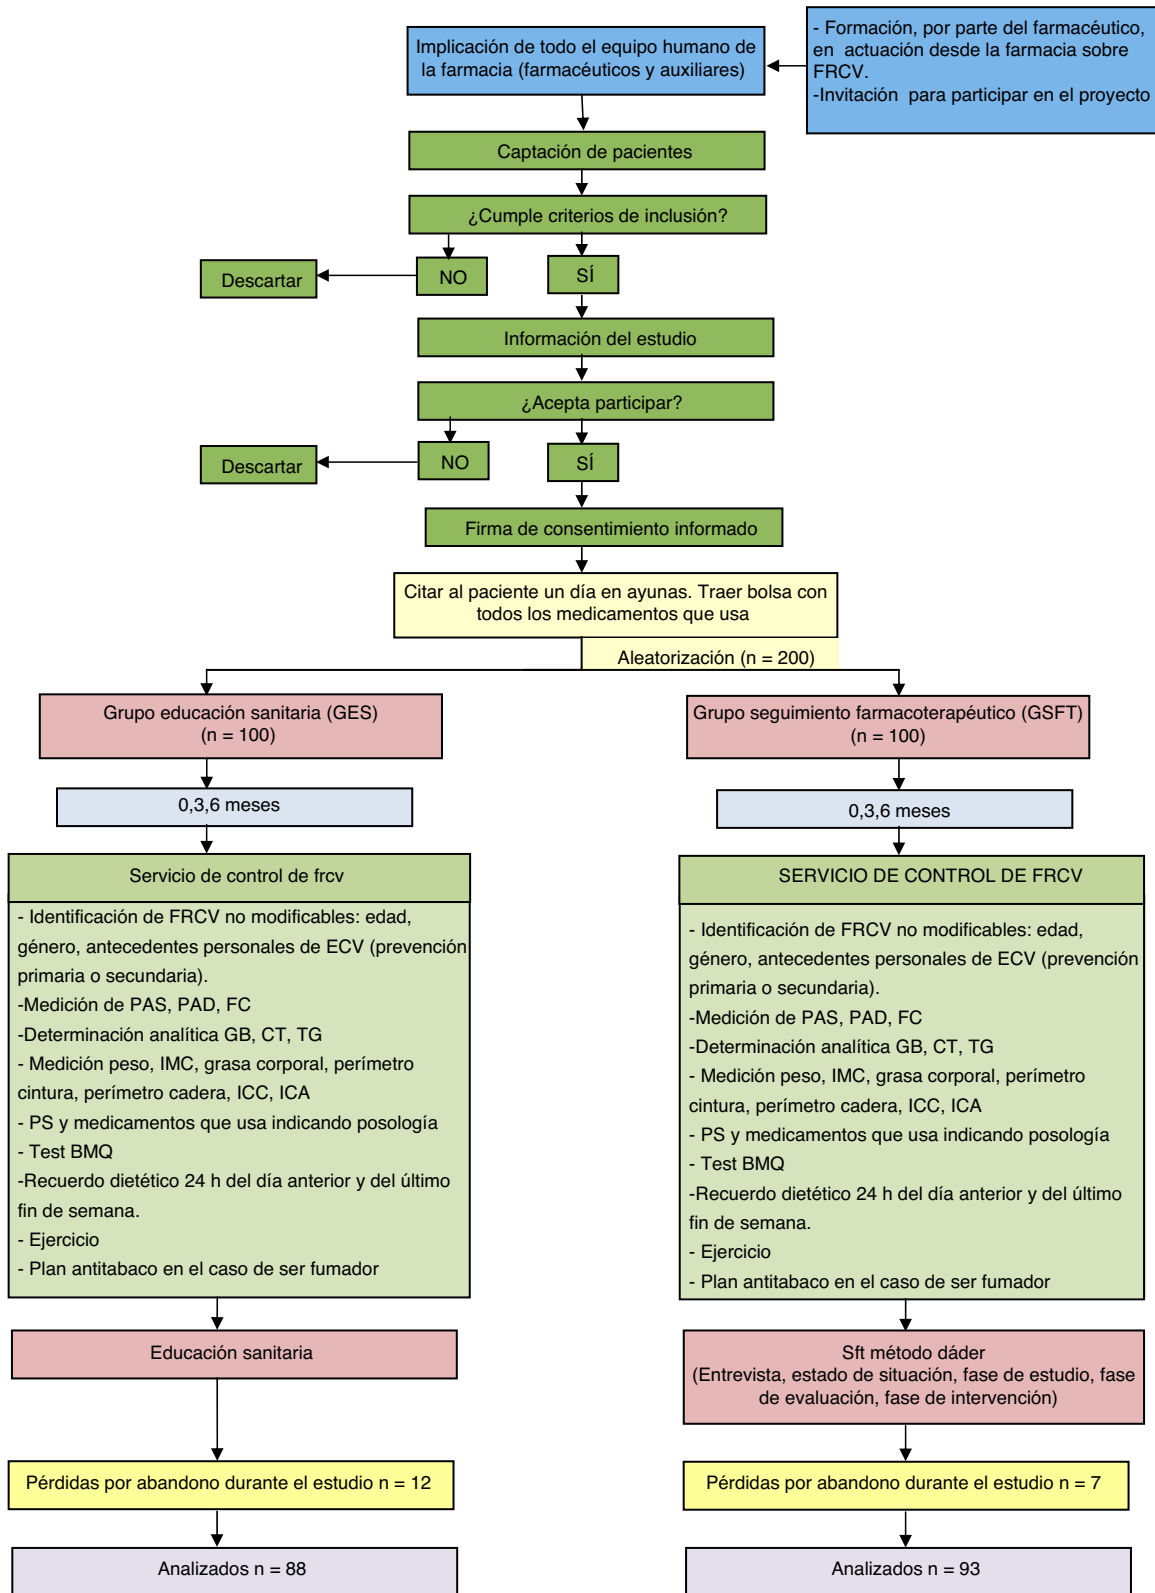 Implicación de todo el equipo humano de
la farmacia (farmacéuticos y auxiliares)
- Formación, por parte del farmacéutico,
en actuación desde la farmacia sobre
FRCV.
-Invitación para participar en el proyecto
Captación de pacientes
¿Cumple criterios de inclusión?
Descartar
NO
SÍ
Información del estudio
¿Acepta participar?
Descartar
NO
SÍ
Firma de consentimiento informado
Citar al paciente un día en ayunas. Traer bolsa con
todos los medicamentos que usa
Aleatorización (n = 200)
Grupo educación sanitaria (GES)
(n = 100)
0,3,6 meses
Servicio de control de frcv
- Identificación de FRCV no modificables: edad,
género, antecedentes personales de ECV (prevención
primaria o secundaria).
-Medición de PAS, PAD, FC
-Determinación analítica GB, CT, TG
- Medición peso, IMC, grasa corporal, perímetro
cintura, perímetro cadera, ICC, ICA
- PS y medicamentos que usa indicando posología
- Test BMQ
-Recuerdo dietético 24 h del día anterior y del último
fin de semana.
- Ejercicio
- Plan antitabaco en el caso de ser fumador
Educación sanitaria
Pérdidas por abandono durante el estudio n = 12
Analizados n = 88
Grupo seguimiento farmacoterapéutico (GSFT)
(n = 100)
0,3,6 meses
SERVICIO DE CONTROL DE FRCV
- Identificación de FRCV no modificables: edad,
género, antecedentes personales de ECV (prevención
primaria o secundaria).
-Medición de PAS, PAD, FC
-Determinación analítica GB, CT, TG
- Medición peso, IMC, grasa corporal, perímetro
cintura, perímetro cadera, ICC, ICA
- PS y medicamentos que usa indicando posología
- Test BMQ
-Recuerdo dietético 24 h del día anterior y del último
fin de semana.
- Ejercicio
- Plan antitabaco en el caso de ser fumador
Sft método dáder
(Entrevista, estado de situación, fase de estudio, fase
de evaluación, fase de intervención)
Pérdidas por abandono durante el estudio n = 7
Analizados n = 93